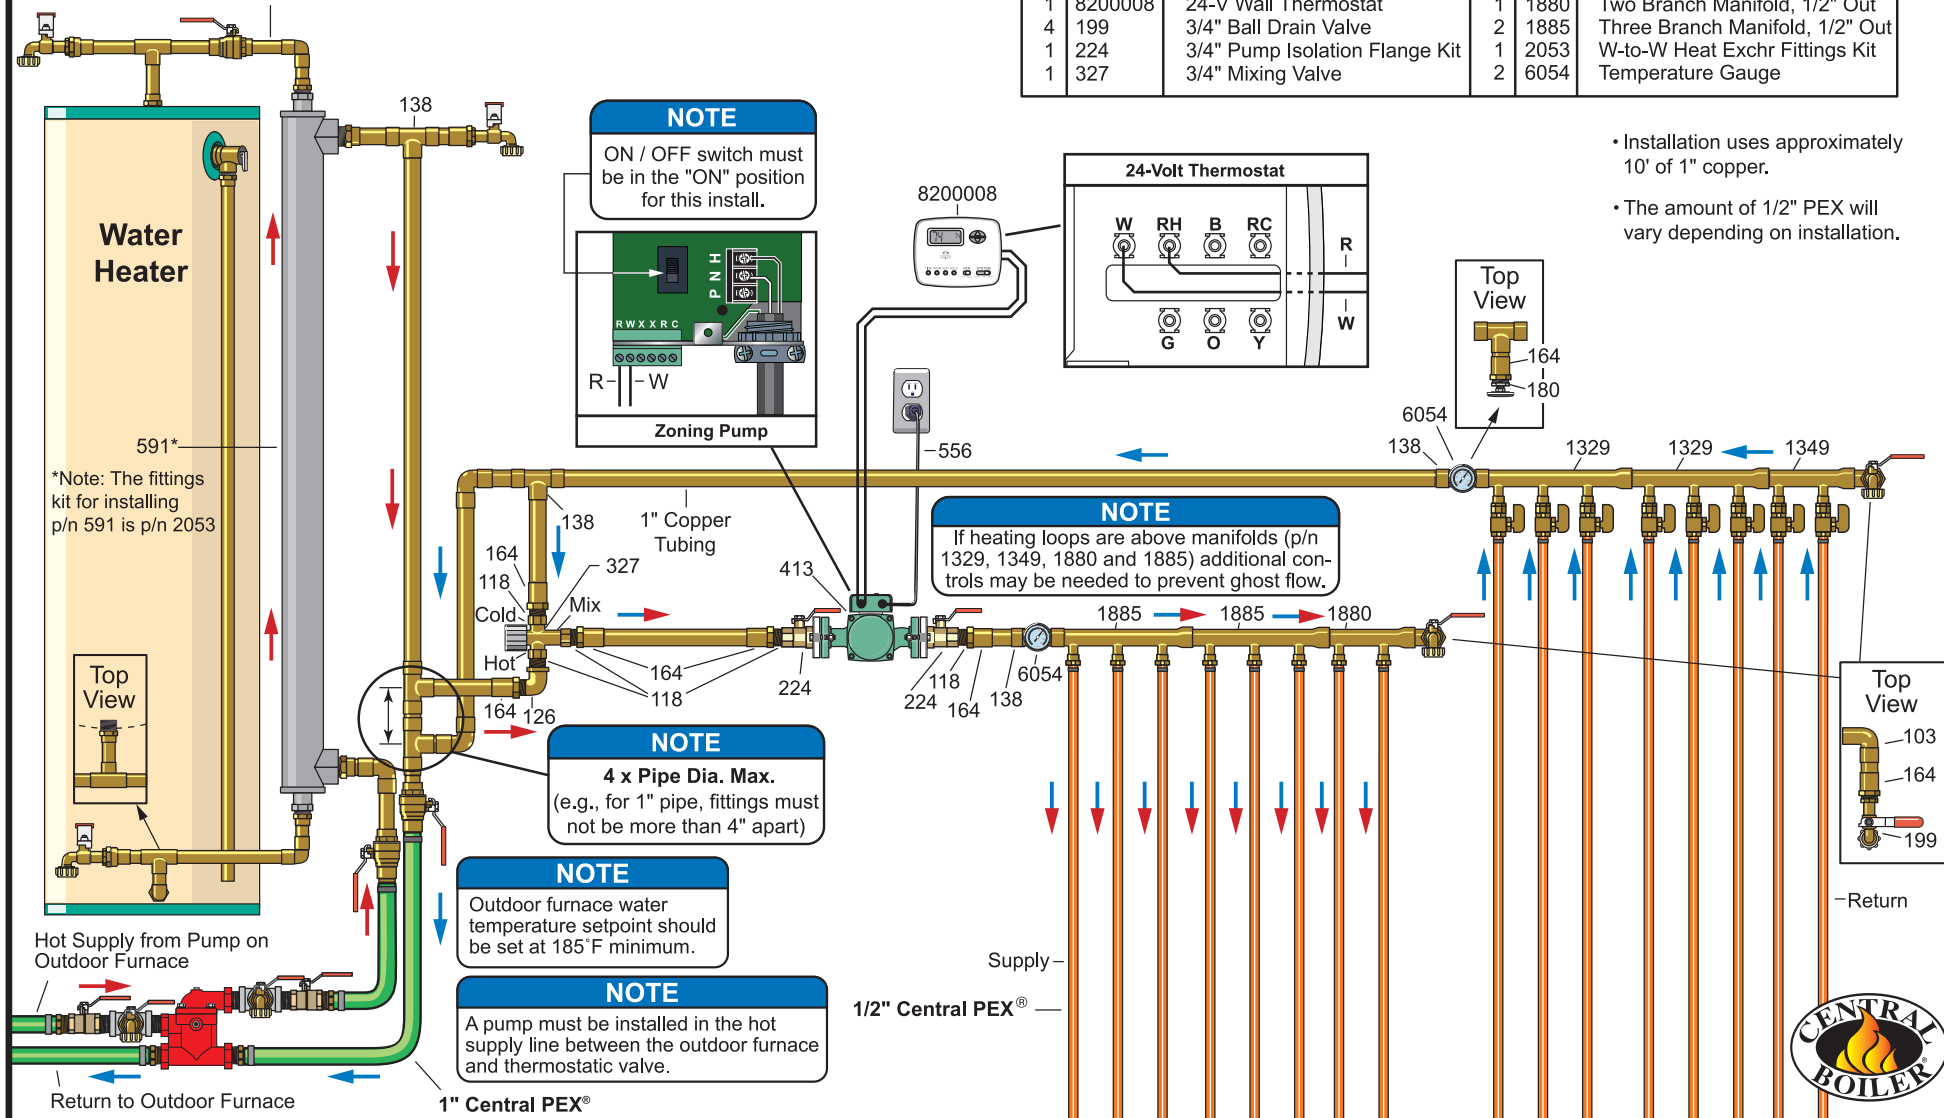 1 8200008 24-V Wall Thermostat 1 1880 Two Branch Manifold, 1/2" Out
4 199 3/4" Ball Drain Valve 2 1885 Three Branch Manifold, 1/2" Out
1 224 3/4" Pump Isolation Flange Kit 1 2053 W-to-W Heat Exchr Fittings Kit
1 327 3/4" Mixing Valve 2 6054 Temperature Gauge
• Installation uses approximately
10' of 1" copper.
• The amount of 1/2" PEX will
vary depending on installation.
138
Water
Heater
591*
*Note: The fittings
kit for installing
p/n 591 is p/n 2053
Top
View
NOTE
ON / OFF switch must
be in the "ON" position
for this install.
P N H
R W X X R C
R W
Zoning Pump
8200008
24-Volt Thermostat
W RH B RC
R
W
G O Y
556
Top
View
164
180
6054
138
1329
1329
1349
138
1" Copper
Tubing
NOTE
If heating loops are above manifolds (p/n
1329, 1349, 1880 and 1885) additional con-
trols may be needed to prevent ghost flow.
164
118
327
Cold
Mix
Hot
413
164
118
164 126
224
224
118
164
138
6054
1885
1885
1880
NOTE
4 x Pipe Dia. Max.
(e.g., for 1" pipe, fittings must
not be more than 4" apart)
Top
View
103
164
199
NOTE
Outdoor furnace water
temperature setpoint should
be set at 185°F minimum.
Return
Hot Supply from Pump on
Outdoor Furnace
Supply
NOTE
A pump must be installed in the hot
supply line between the outdoor furnace
and thermostatic valve.
1/2" Central PEX®
Return to Outdoor Furnace
1" Central PEX®
CENTRAL
BOILER®